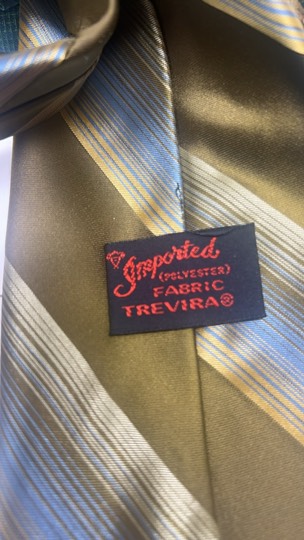 Imported
(POLYESTER)
FABRIC
TREVIRA®